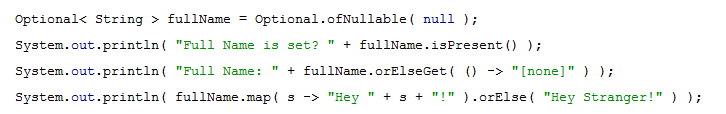 Optional< String > fullName = Optional.ofNullable( null );
System.out.println( "Full Name is set? " + fullName.isPresent() );
System.out.println( "Full Name: " + fullName.orElseGet( () -> "[none]" ) );
System.out.println( fullName.map( s -> "Hey " + s + "!" ).orElse( "Hey Stranger!" ) );